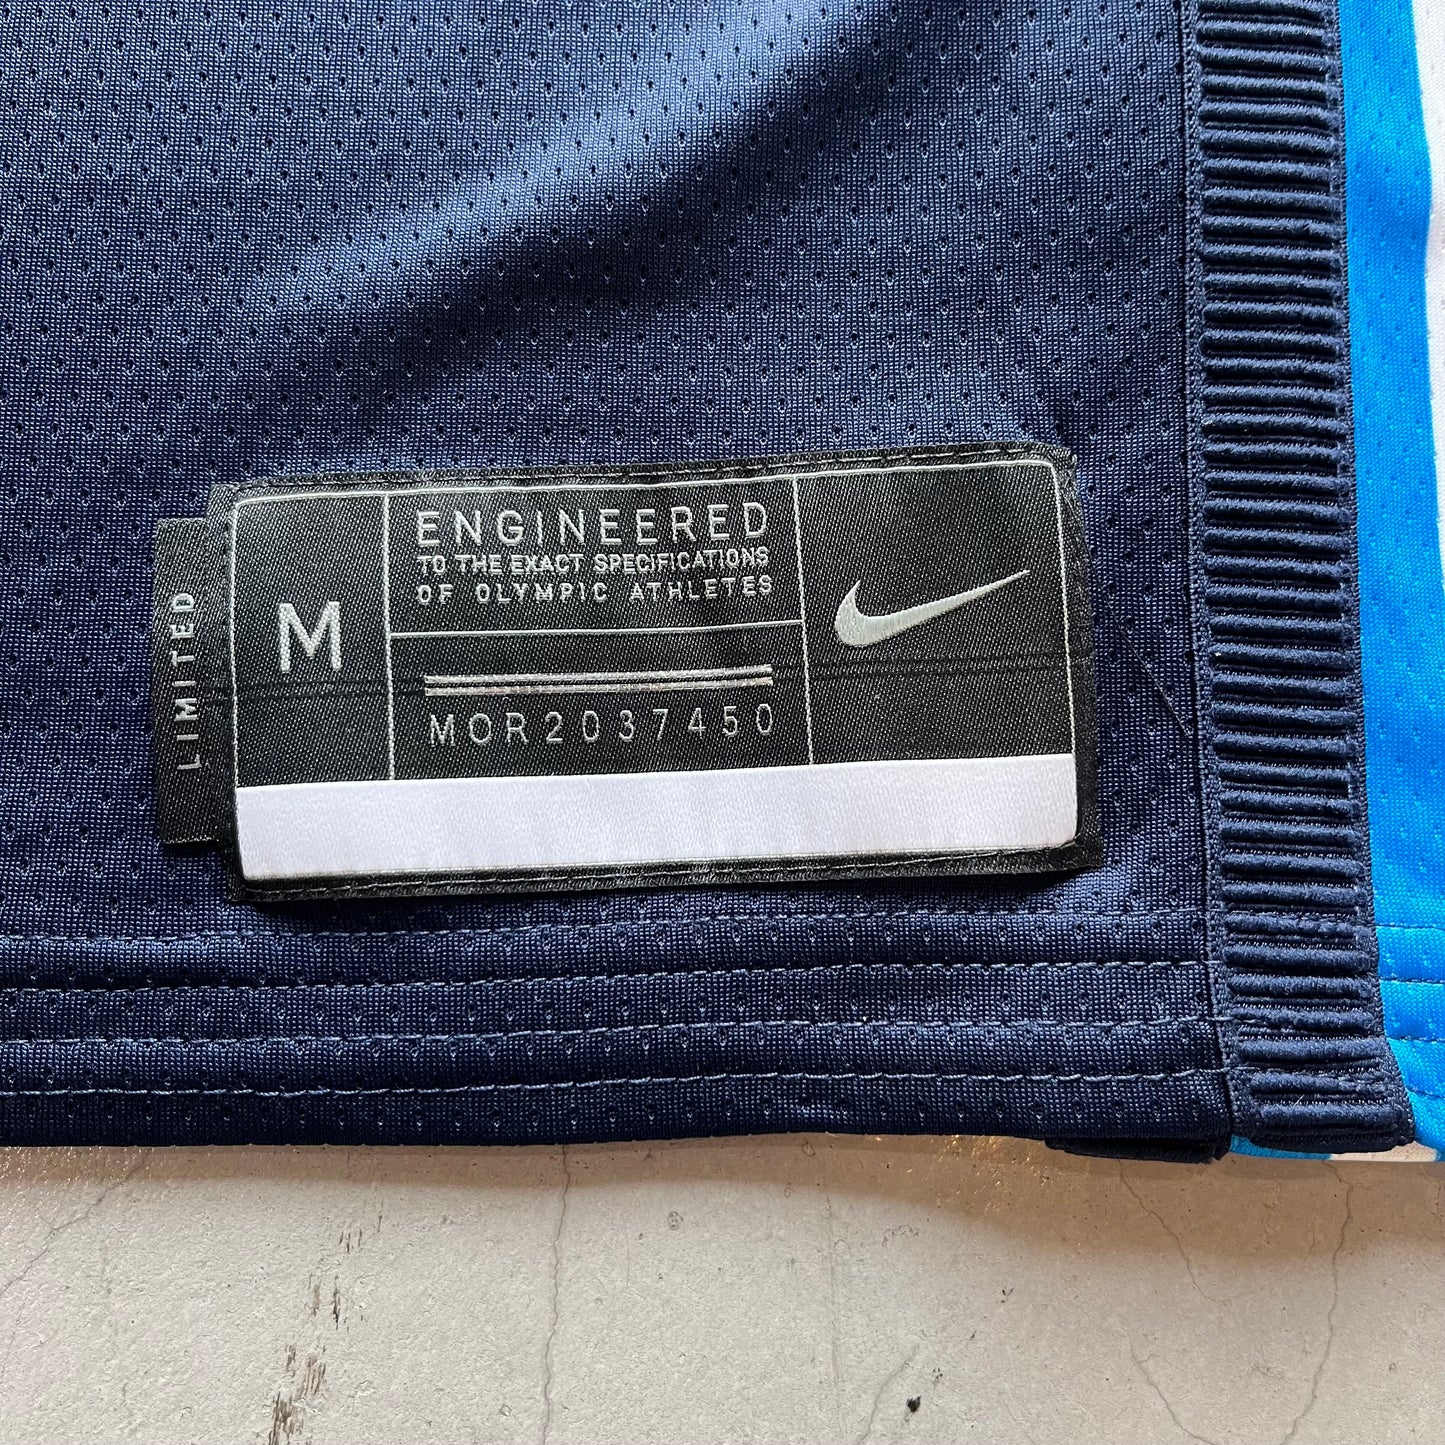 LIMITED
M
ENGINEERED
TO THE EXACT SPECIFICATIONS
OF OLYMPIC ATHLETES
MOR2037450